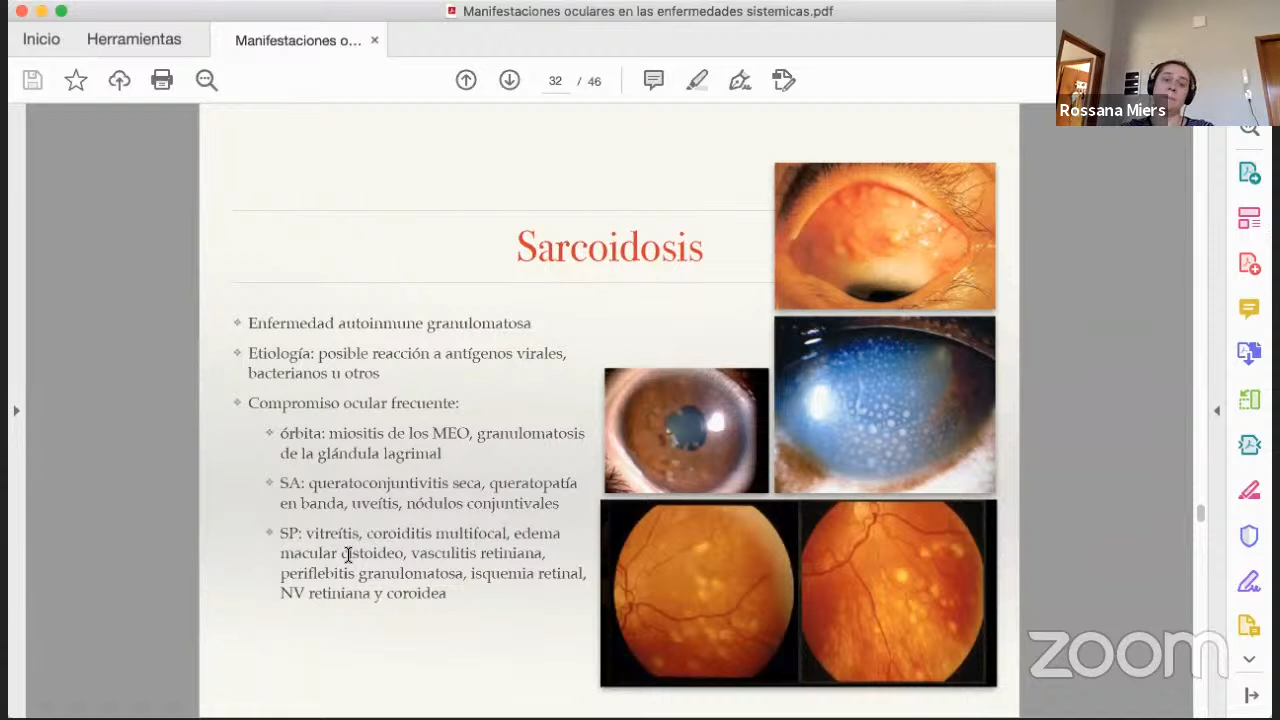 Manifestaciones oculares en las enfermedades sistemicas.pdf
Inicio
Herramientas
Manifestaciones o... ×
32 / 46
Rossana Miers
Sarcoidosis
Enfermedad autoinmune granulomatosa
Etiología: posible reacción a antígenos virales,
bacterianos u otros
Compromiso ocular frecuente:
órbita: miositis de los MEO, granulomatosis
de la glándula lagrimal
SA: queratoconjuntivitis seca, queratopatía
en banda, uveítis, nódulos conjuntivales
SP: vitreítis, coroiditis multifocal, edema
macular cistoideo, vasculitis retiniana,
periflebitis granulomatosa, isquemia retinal,
NV retiniana y coroidea
zoom